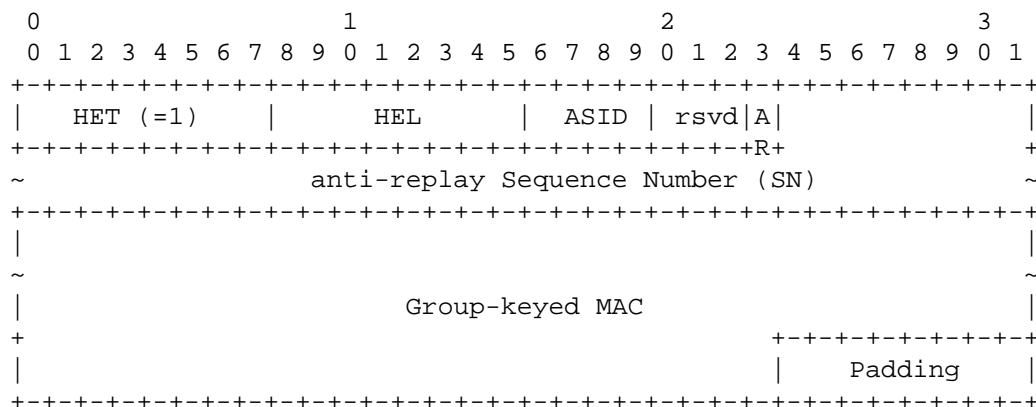 0                   1                   2                   3
 0 1 2 3 4 5 6 7 8 9 0 1 2 3 4 5 6 7 8 9 0 1 2 3 4 5 6 7 8 9 0 1
+-+-+-+-+-+-+-+-+-+-+-+-+-+-+-+-+-+-+-+-+-+-+-+-+-+-+-+-+-+-+-+-+
|   HET (=1)    |      HEL      |  ASID | rsvd|A|               |
+-+-+-+-+-+-+-+-+-+-+-+-+-+-+-+-+-+-+-+-+-+-+-+R+               +
~                  anti-replay Sequence Number (SN)             ~
+-+-+-+-+-+-+-+-+-+-+-+-+-+-+-+-+-+-+-+-+-+-+-+-+-+-+-+-+-+-+-+-+
|                                                               |
~                                                               ~
|                        Group-keyed MAC                        |
+                                               +-+-+-+-+-+-+-+-+
|                                               |    Padding    |
+-+-+-+-+-+-+-+-+-+-+-+-+-+-+-+-+-+-+-+-+-+-+-+-+-+-+-+-+-+-+-+-+